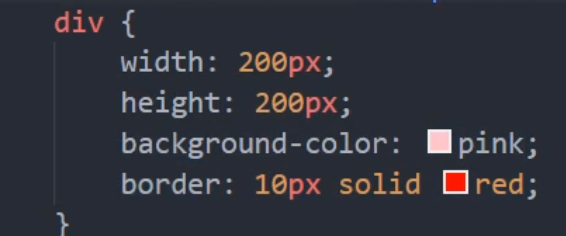 div {
width: 200px;
height: 200px;
background-color: pink;
border: 10px solid red;
}